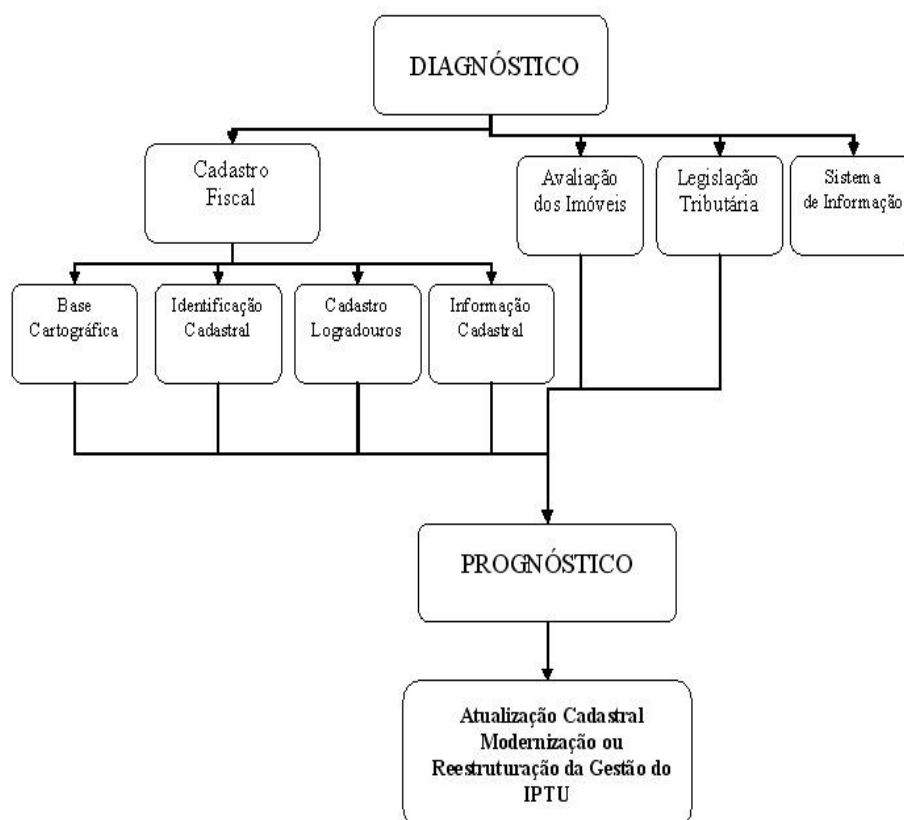 DIAGNÓSTICO
Cadastro
Fiscal
Avaliação
dos Imóveis
Legislação
Tributária
Sistema
de Informação
Base
Cartográfica
Identificação
Cadastral
Cadastro
Logradouros
Informação
Cadastral
PROGNÓSTICO
Atualização Cadastral
Modernização ou
Reestruturação da Gestão do
IPTU